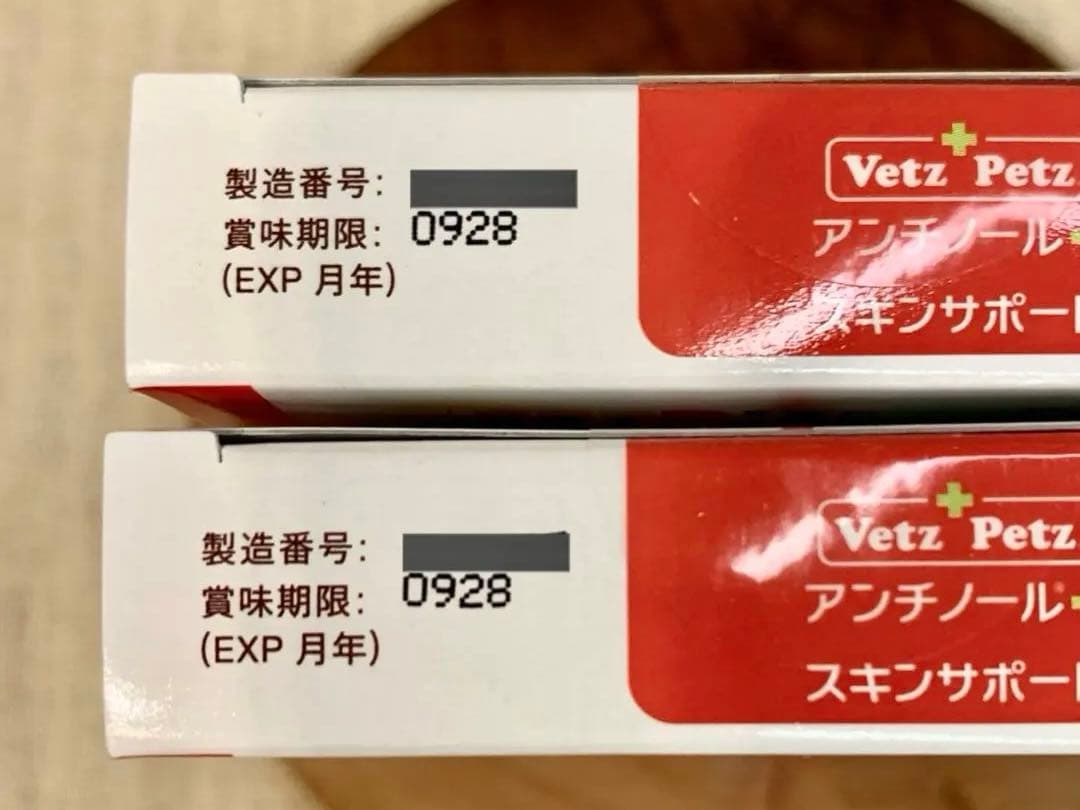 製造番号:
賞味期限: 0928
(EXP 月年)
Vetz Petz
アンチノール
スキンサポー
製造番号:
賞味期限: 0928
(EXP 月年)
Vetz Petz
アンチノール
スキンサポー